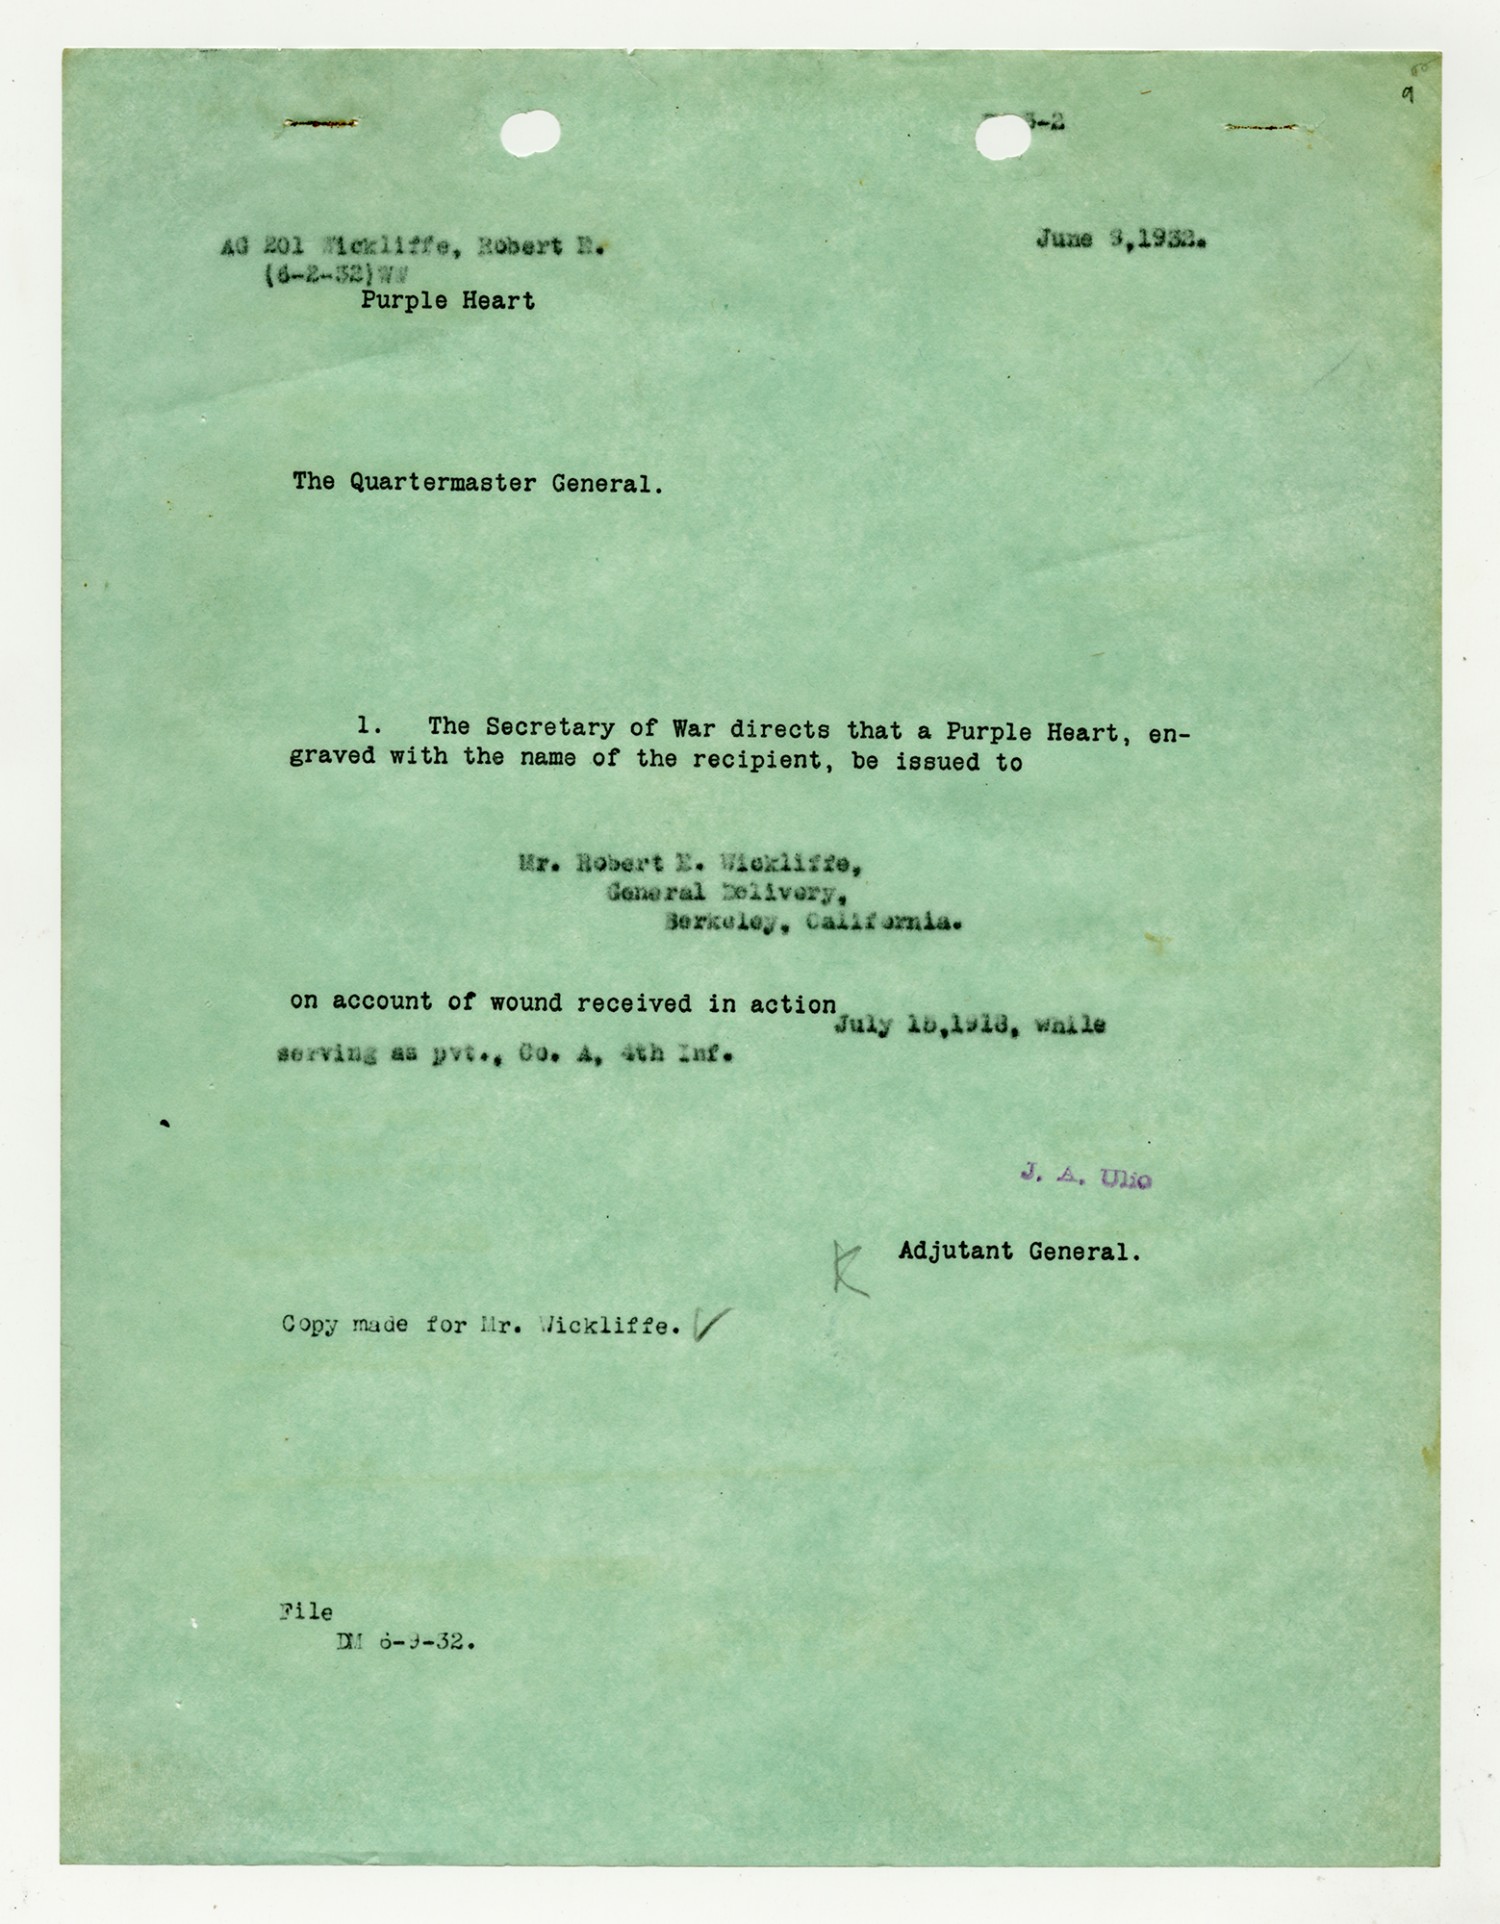 9
5-2
AG 201 Wickliffe, Robert E.
June 9,1932.
(6-2-32)WW
Purple Heart
The Quartermaster General.
1. The Secretary of War directs that a Purple Heart, en-
graved with the name of the recipient, be issued to
Mr. Robert E. Wickliffe,
General Delivery,
Berkeley, California.
on account of wound received in action
July 15,1918, while
serving as pvt., Co. A, 4th Inf.
J. A. Ulio
Adjutant General.
Copy made for Mr. Wickliffe.
File
DM 6-9-32.